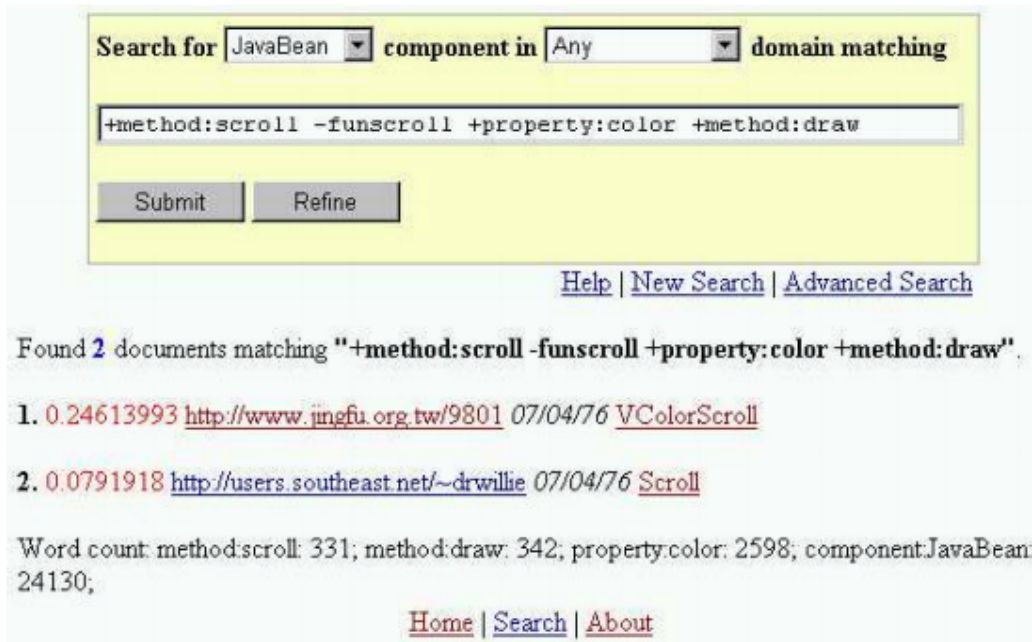 Search for JavaBean component in Any domain matching
+method:scroll -funscroll +property:color +method:draw
Submit Refine
Help | New Search | Advanced Search
Found 2 documents matching "+method:scroll -funscroll +property:color +method:draw".
1. 0.24613993 http://www.jingfu.org.tw/9801 07/04/76 VColorScroll
2. 0.0791918 http://users.southeast.net/~drwillie 07/04/76 Scroll
Word count: method:scroll: 331; method:draw: 342; property:color: 2598; component:JavaBean:
24130;
Home | Search | About